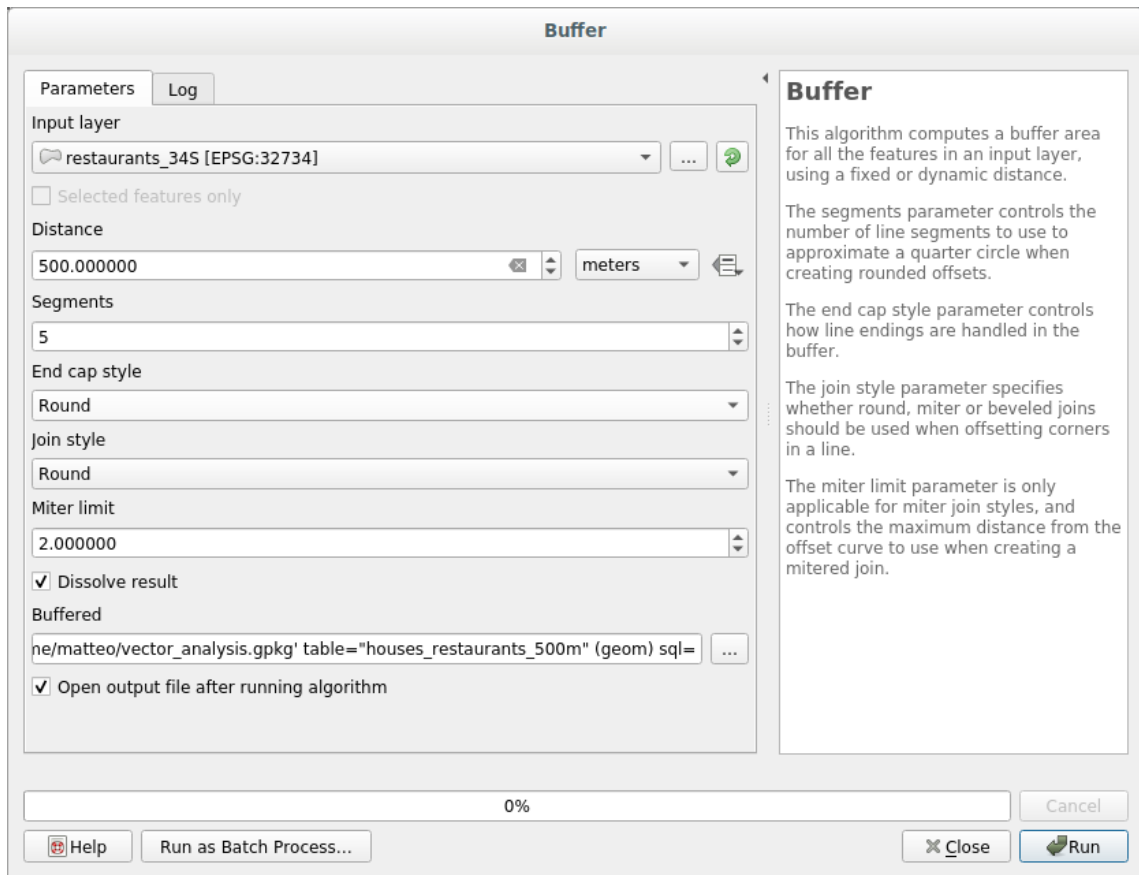 Buffer
Parameters
Log
Input layer
restaurants_34S [EPSG:32734]
...
Selected features only
Distance
500.000000
meters
Segments
5
End cap style
Round
Join style
Round
Miter limit
2.000000
Dissolve result
Buffered
ne/matteo/vector_analysis.gpkg' table="houses_restaurants_500m" (geom) sql=
...
Open output file after running algorithm
Buffer
This algorithm computes a buffer area
for all the features in an input layer,
using a fixed or dynamic distance.
The segments parameter controls the
number of line segments to use to
approximate a quarter circle when
creating rounded offsets.
The end cap style parameter controls
how line endings are handled in the
buffer.
The join style parameter specifies
whether round, miter or beveled joins
should be used when offsetting corners
in a line.
The miter limit parameter is only
applicable for miter join styles, and
controls the maximum distance from the
offset curve to use when creating a
mitered join.
0%
Cancel
Help
Run as Batch Process...
Close
Run